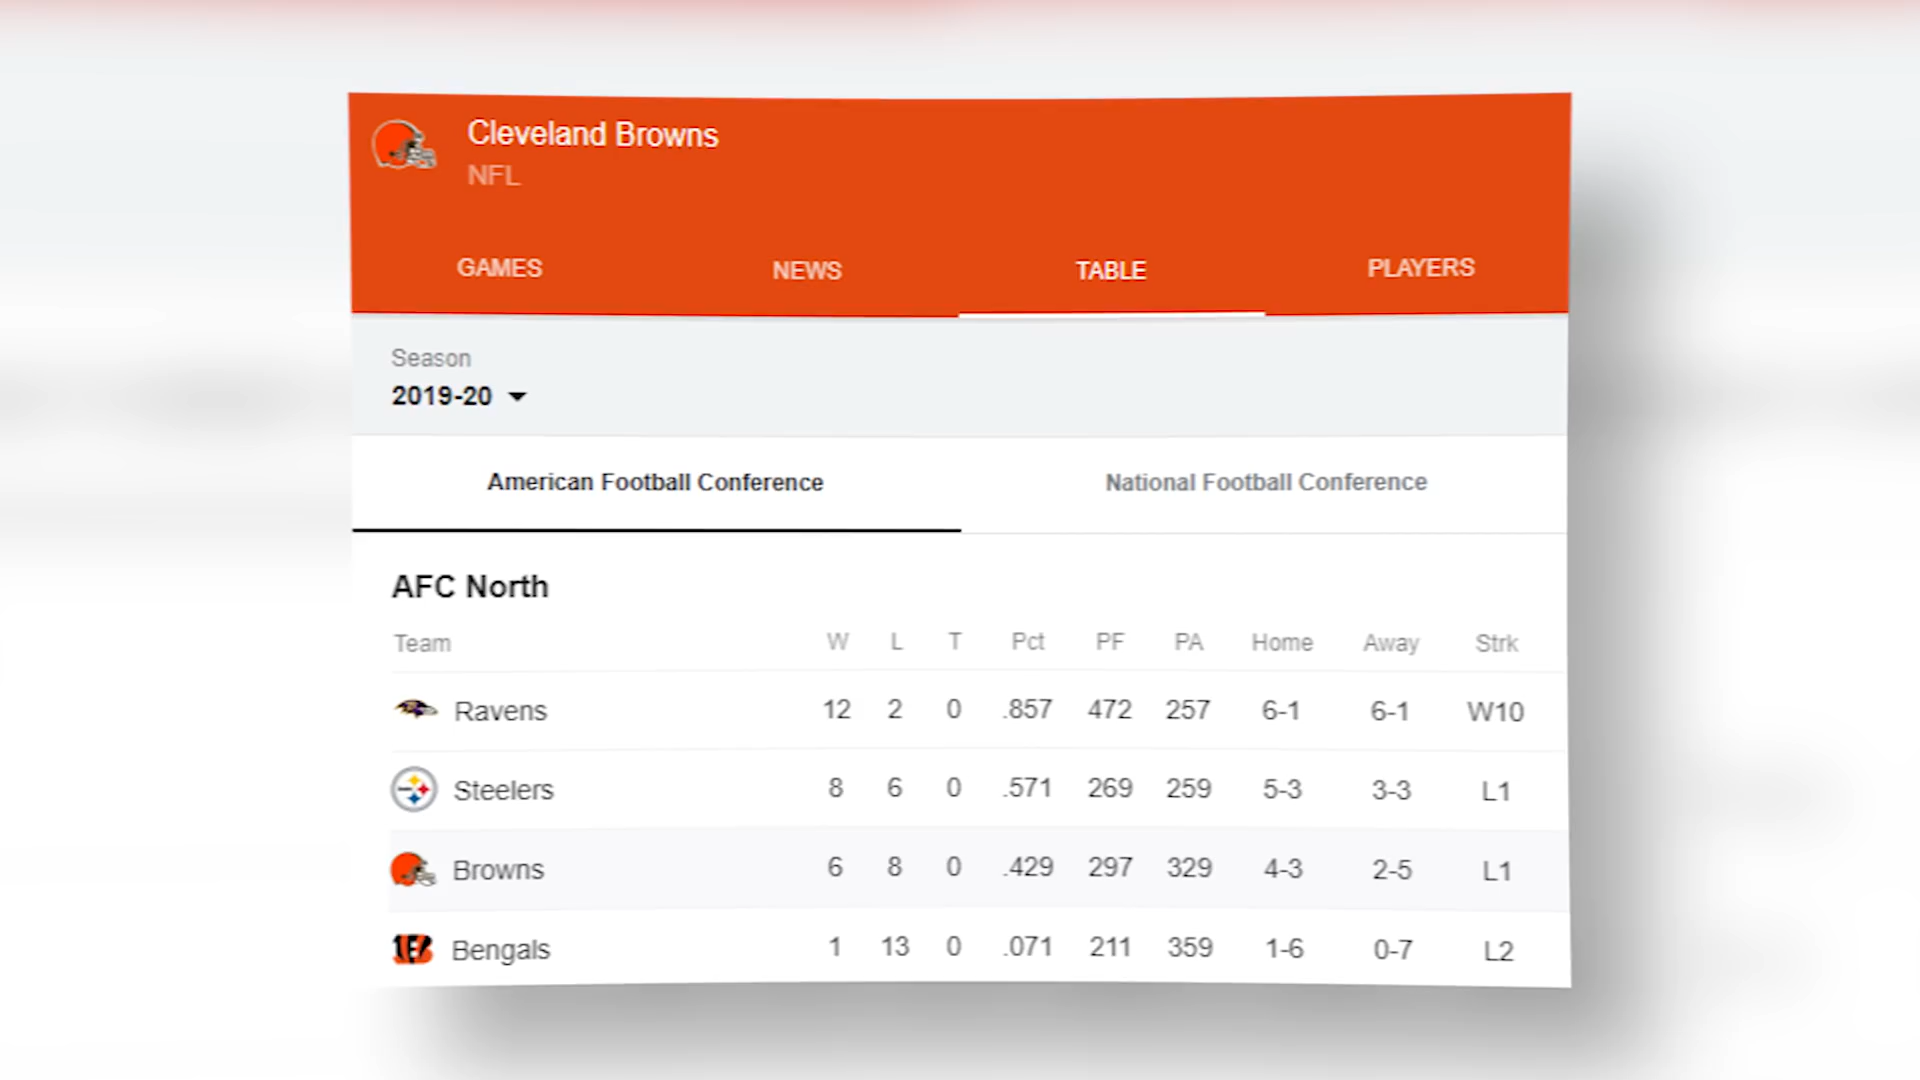 Cleveland Browns
NFL
GAMES NEWS TABLE PLAYERS
Season
2019-20
American Football Conference National Football Conference
AFC North
Team W L T Pct PF PA Home Away Strk
Ravens 12 2 0 .857 472 257 6-1 6-1 W10
Steelers 8 6 0 .571 269 259 5-3 3-3 L1
Browns 6 8 0 .429 297 329 4-3 2-5 L1
Bengals 1 13 0 .071 211 359 1-6 0-7 L2